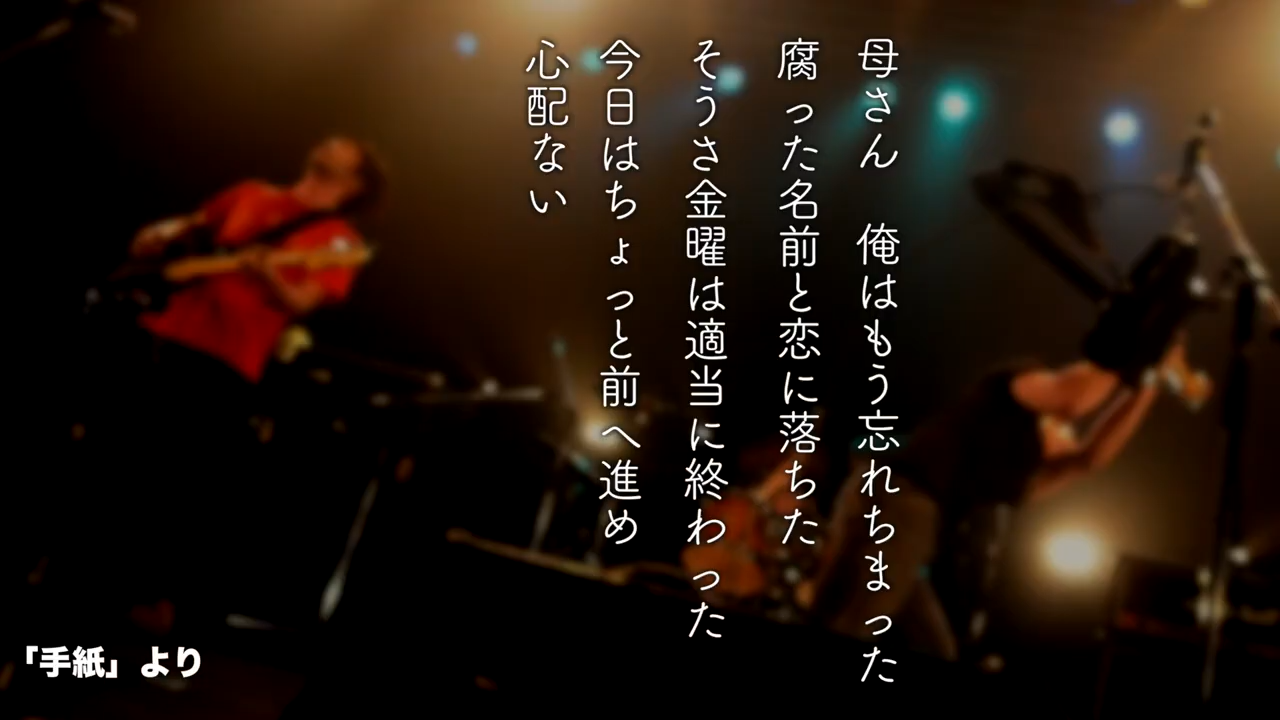 母さん　俺はもう忘れちまった
腐った名前と恋に落ちた
そうさ金曜は適当に終わった
今日はちょっと前へ進め
心配ない
「手紙」より